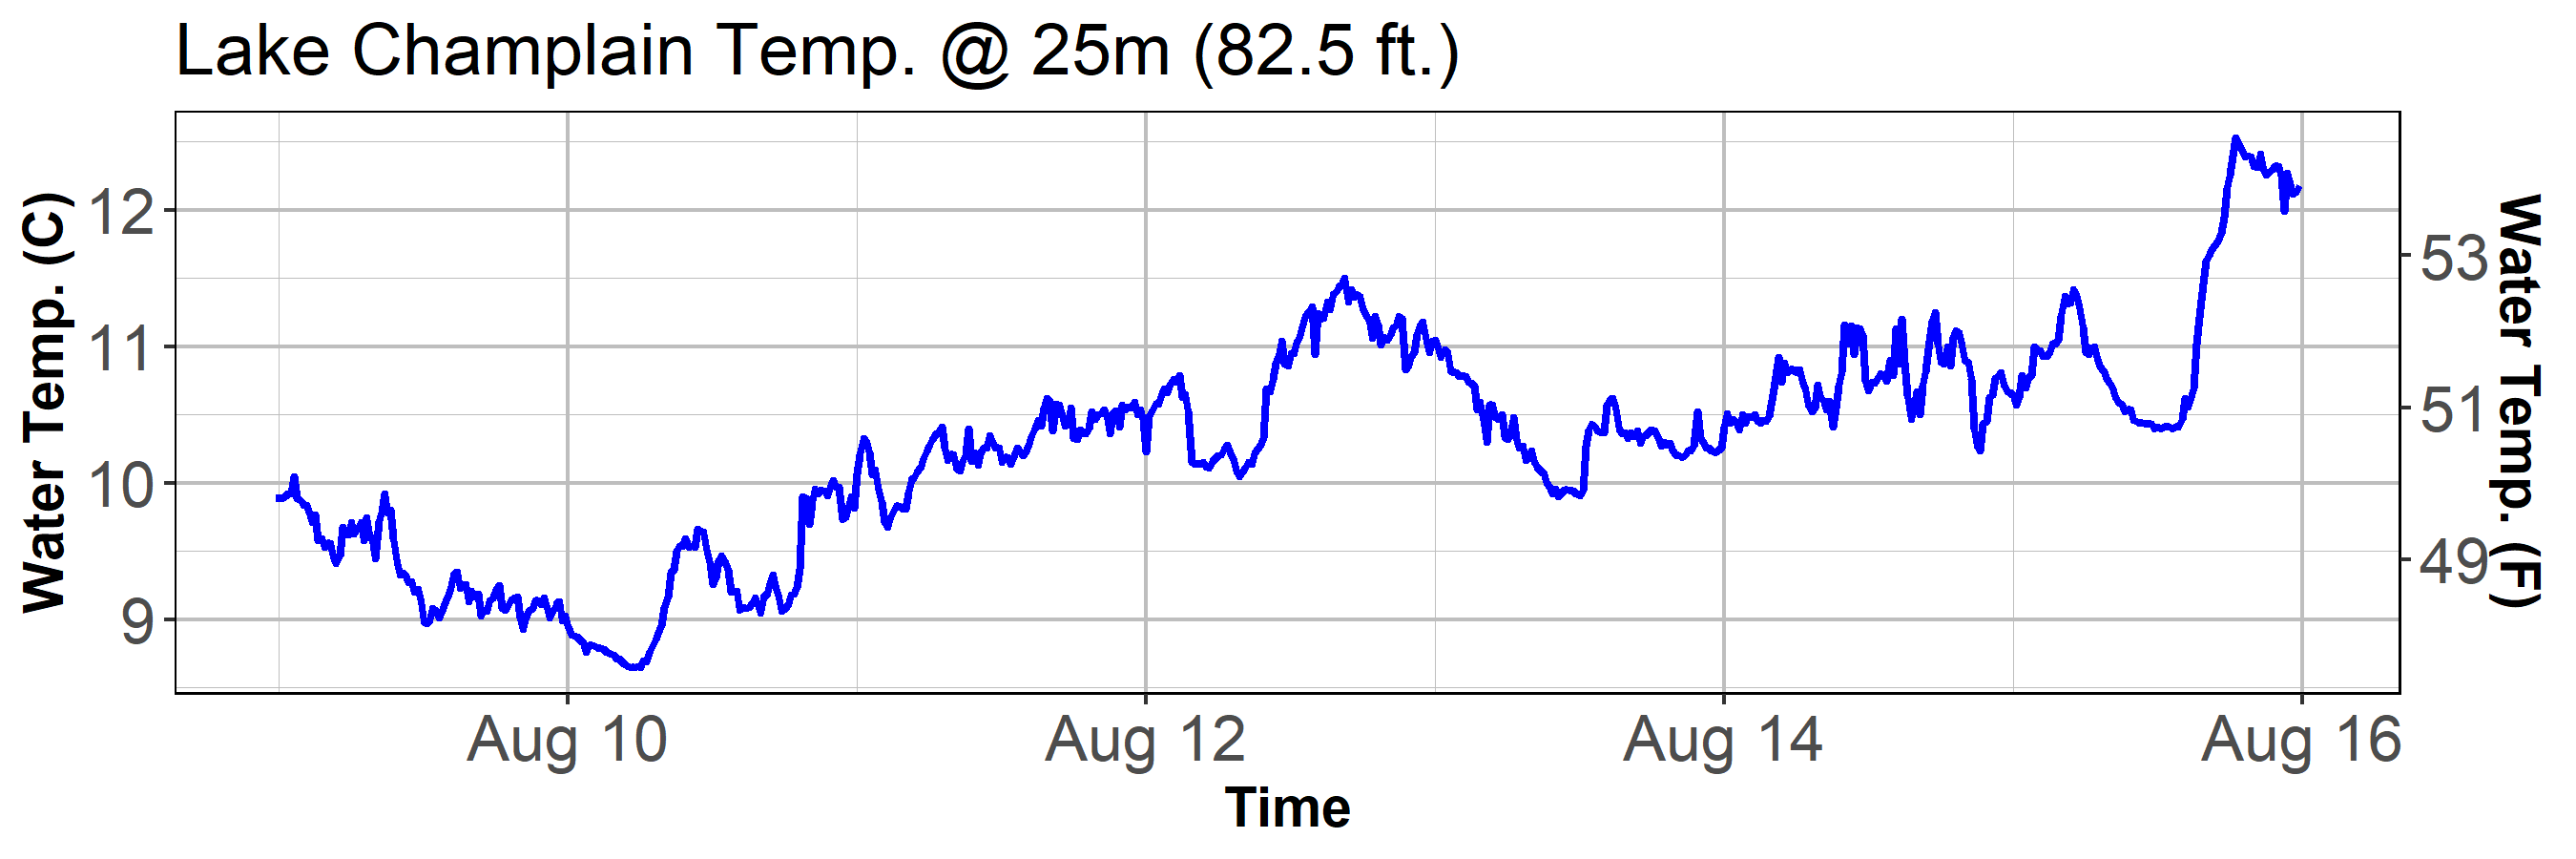 Lake Champlain Temp. @ 25m (82.5 ft.)
Water Temp. (C)
12
11
10
9
53
51
49
Water Temp. (F)
Aug 10
Aug 12
Aug 14
Aug 16
Time